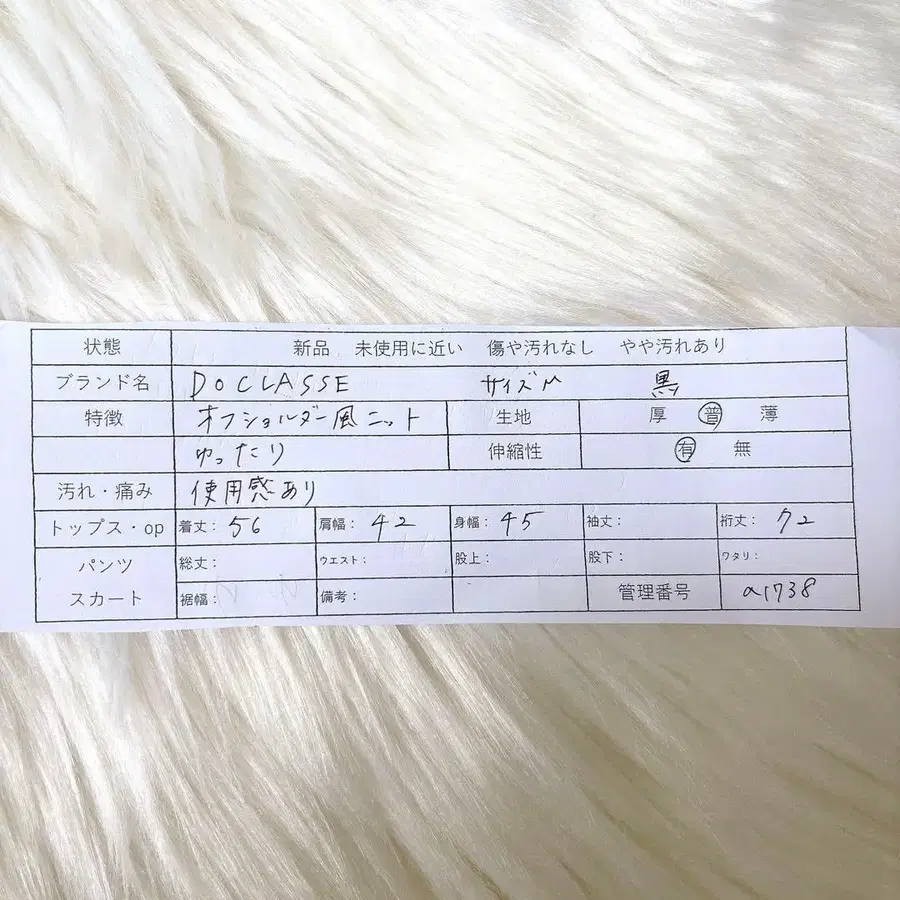 状態 新品 未使用に近い 傷や汚れなし やや汚れあり
ブランド名 DOCLASSE サイズM 黒
特徴 オフショルダー風ニット 生地 厚 普 薄
ゆったり 伸縮性 有 無
汚れ・痛み 使用感あり
トップス・op 着丈: 56 肩幅: 42 身幅: 45 袖丈: 裄丈: 72
パンツ 総丈: ウエスト: 股上: 股下: ワタリ:
スカート 裾幅: 備考: 管理番号 a1738